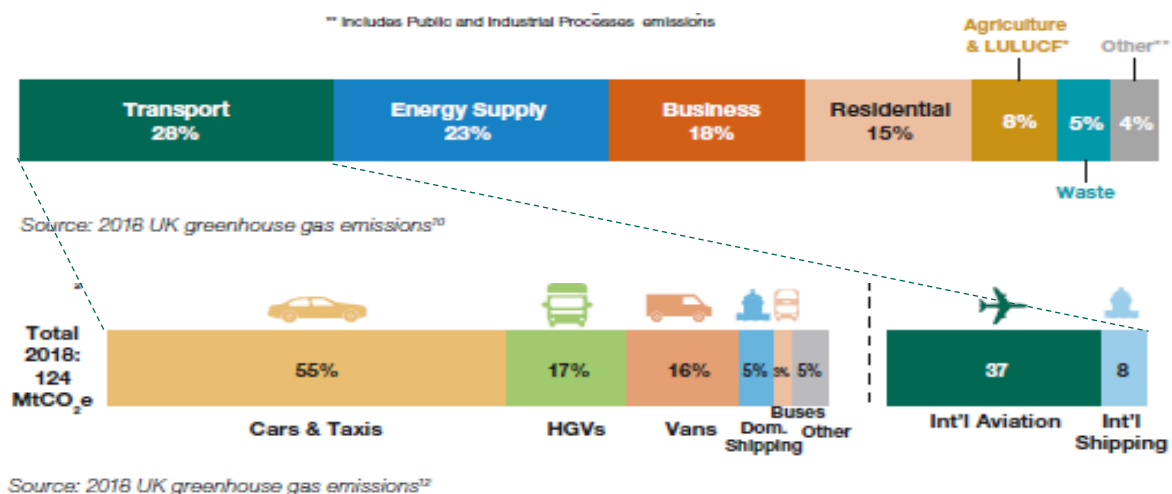 ** Includes Public and Industrial Processes emissions
Agriculture
& LULUCF*
Other**
Transport
28%
Energy Supply
23%
Business
18%
Residential
15%
8%
5%
4%
Waste
Source: 2018 UK greenhouse gas emissions²⁰
Total
2018:
124
MtCO₂e
55%
17%
16%
5%
3%
5%
37
8
Cars & Taxis
HGVs
Vans
Dom.
Shipping
Buses
Other
Int'l Aviation
Int'l
Shipping
Source: 2018 UK greenhouse gas emissions¹²